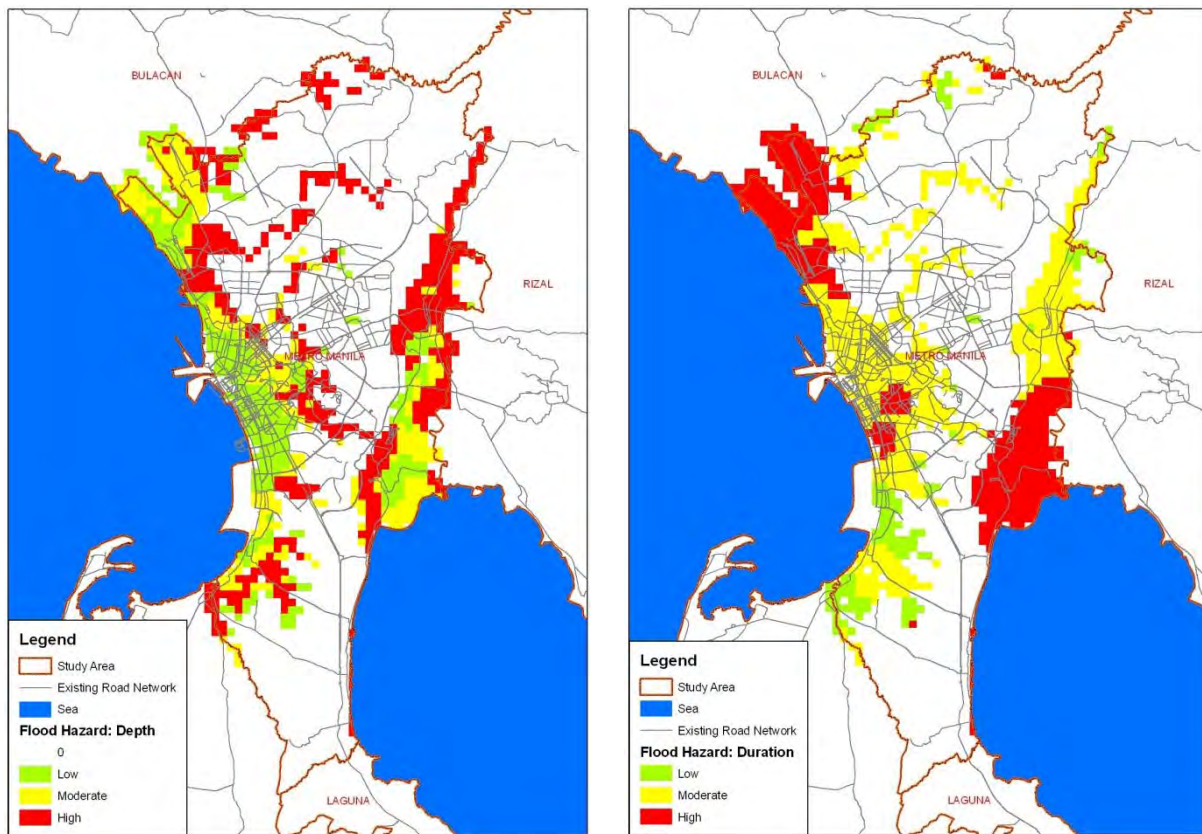 BULACAN
RIZAL
METRO MANILA
LAGUNA
Legend
Study Area
Existing Road Network
Sea
Flood Hazard: Depth
0
Low
Moderate
High
BULACAN
RIZAL
METRO MANILA
LAGUNA
Legend
Study Area
Sea
Existing Road Network
Flood Hazard: Duration
Low
Moderate
High